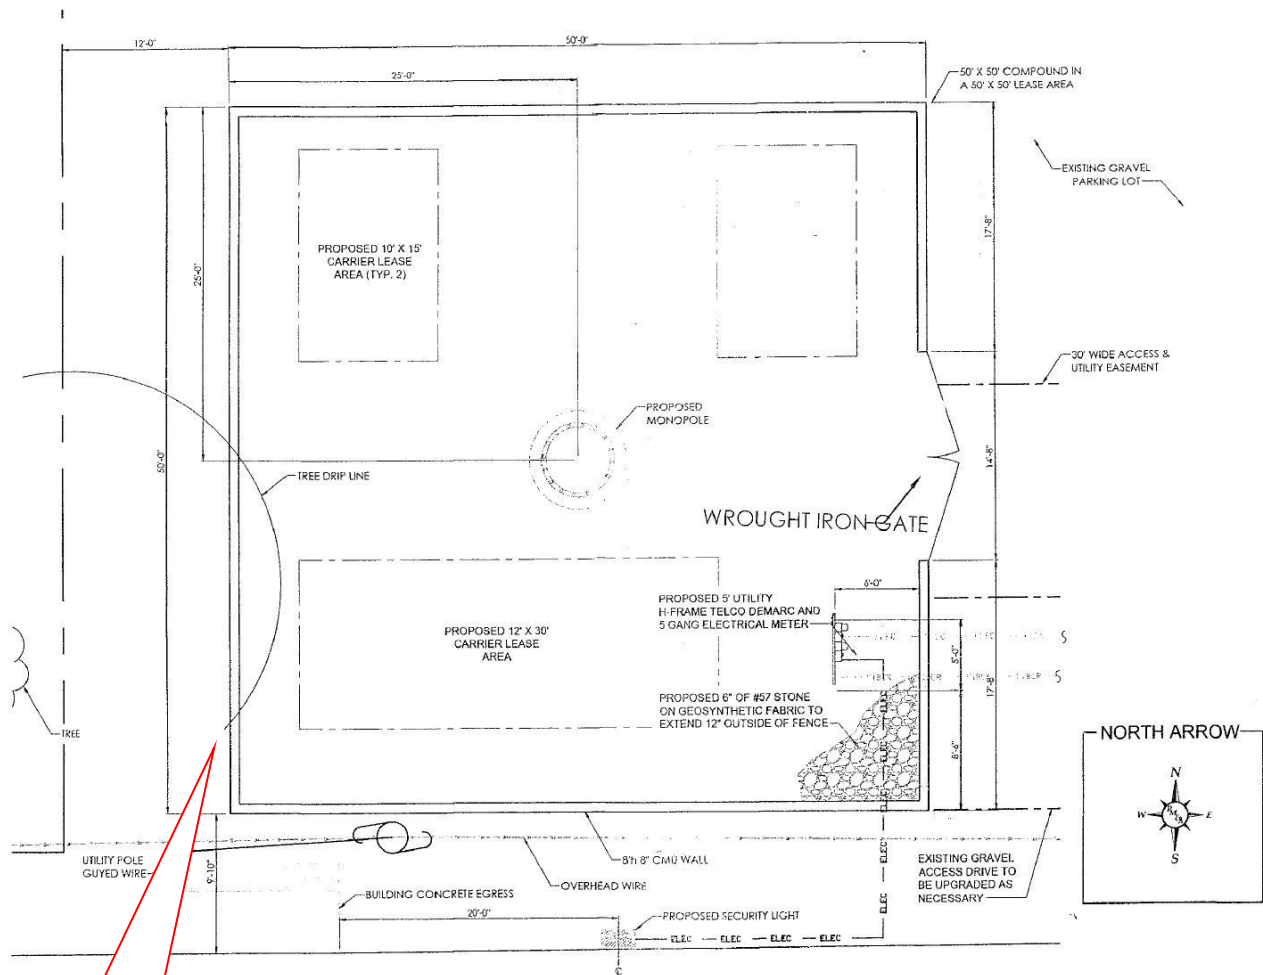 12'-0"
50'-0"
25'-0"
50' X 50' COMPOUND IN
A 50' X 50' LEASE AREA
EXISTING GRAVEL
PARKING LOT
17'-8"
PROPOSED 10' X 15'
CARRIER LEASE
AREA (TYP. 2)
25'-0"
30' WIDE ACCESS &
UTILITY EASEMENT
PROPOSED
MONOPOLE
50'-0"
14'-8"
TREE DRIP LINE
WROUGHT IRON GATE
6'-0"
PROPOSED 5' UTILITY
H-FRAME TELCO DEMARC AND
5 GANG ELECTRICAL METER
PROPOSED 12' X 30'
CARRIER LEASE
AREA
5'-0"
17'-8"
PROPOSED 6" OF #57 STONE
ON GEOSYNTHETIC FABRIC TO
EXTEND 12" OUTSIDE OF FENCE
ELEC
TREE
8'-6"
NORTH ARROW
N
W
E
S
ELEC
8'h 8" CMU WALL
UTILITY POLE
GUYED WIRE
9'-10"
ELEC
EXISTING GRAVEL
ACCESS DRIVE TO
BE UPGRADED AS
NECESSARY
OVERHEAD WIRE
BUILDING CONCRETE EGRESS
ELEC
20'-0"
PROPOSED SECURITY LIGHT
ELEC ELEC ELEC ELEC